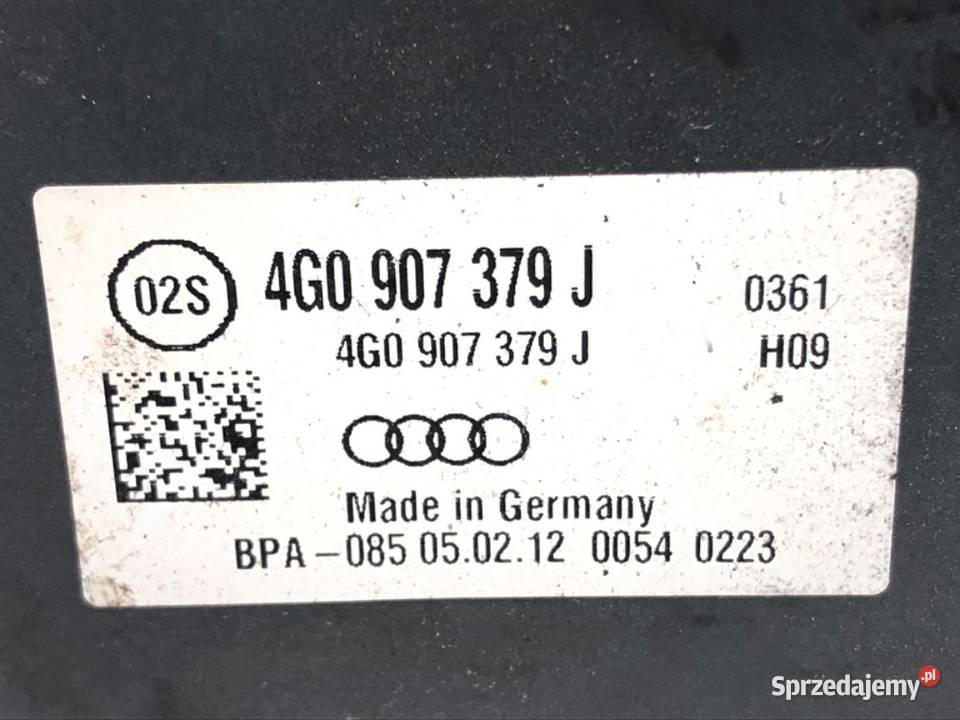 02S 4G0 907 379 J 0361
4G0 907 379 J H09
Made in Germany
BPA-085 05.02.12 0054 0223
Sprzedajemy.pl